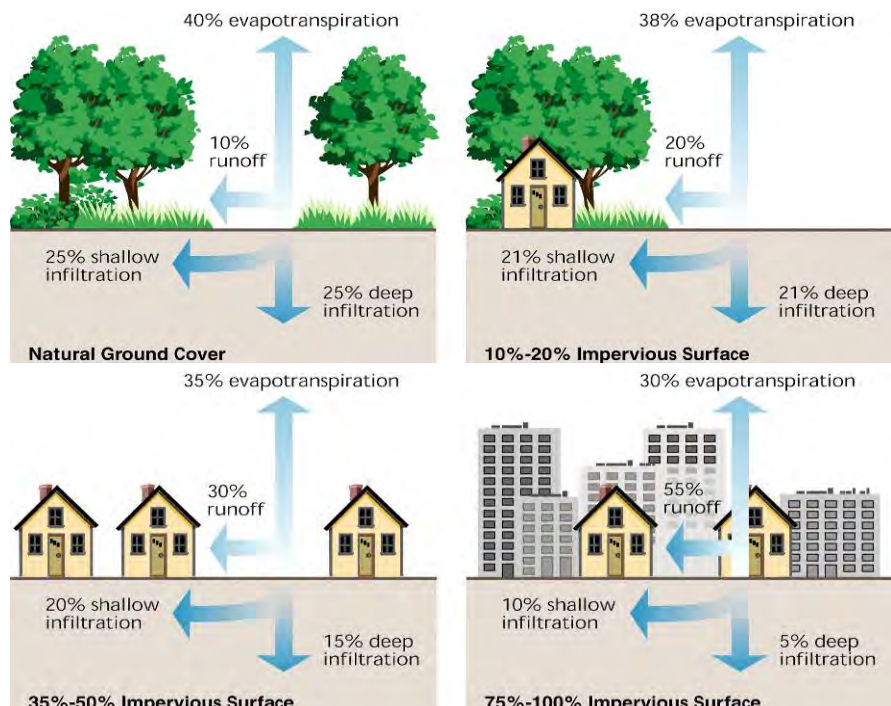 40% evapotranspiration
10%
runoff
25% shallow
infiltration
25% deep
infiltration
Natural Ground Cover
38% evapotranspiration
20%
runoff
21% shallow
infiltration
21% deep
infiltration
10%-20% Impervious Surface
35% evapotranspiration
30%
runoff
20% shallow
infiltration
15% deep
infiltration
35%-50% Impervious Surface
30% evapotranspiration
55%
runoff
10% shallow
infiltration
5% deep
infiltration
75%-100% Impervious Surface